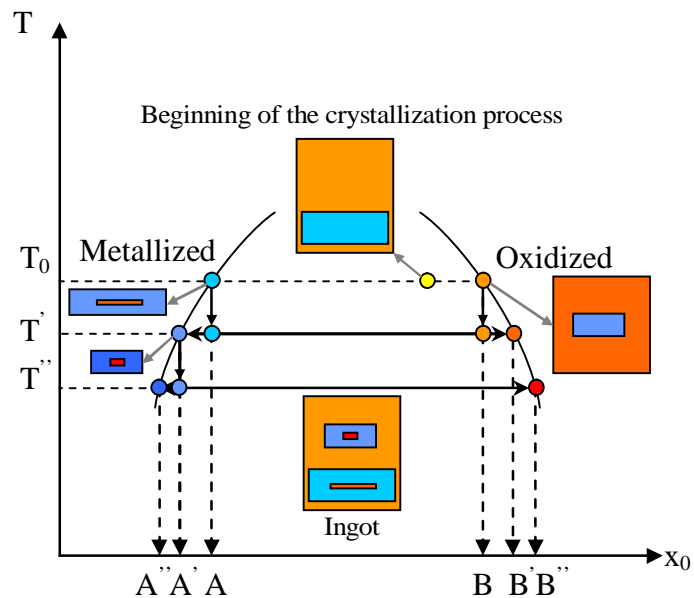 T
Beginning of the crystallization process
Metallized
Oxidized
T₀
T'
T''
Ingot
A'' A' A
B B' B''
x₀